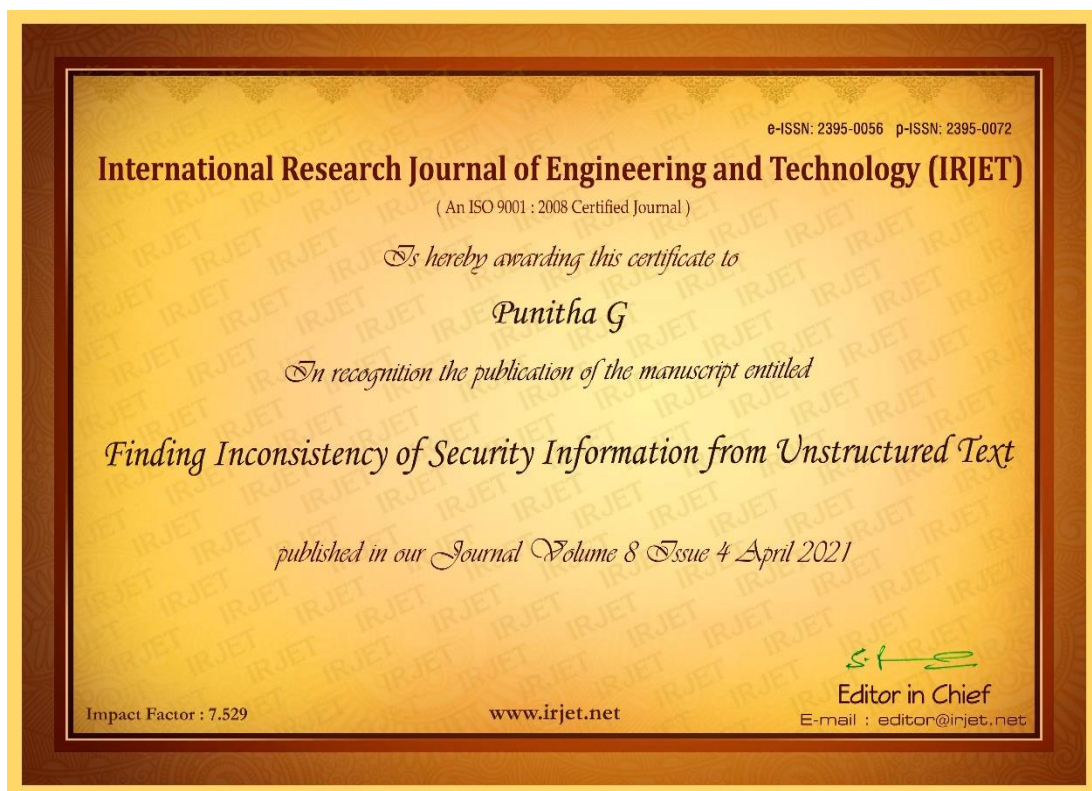 e-ISSN: 2395-0056 p-ISSN: 2395-0072
International Research Journal of Engineering and Technology (IRJET)
( An ISO 9001 : 2008 Certified Journal )
Is hereby awarding this certificate to
Punitha G
In recognition the publication of the manuscript entitled
Finding Inconsistency of Security Information from Unstructured Text
published in our Journal Volume 8 Issue 4 April 2021
Editor in Chief
Impact Factor : 7.529
www.irjet.net
E-mail : editor@irjet.net